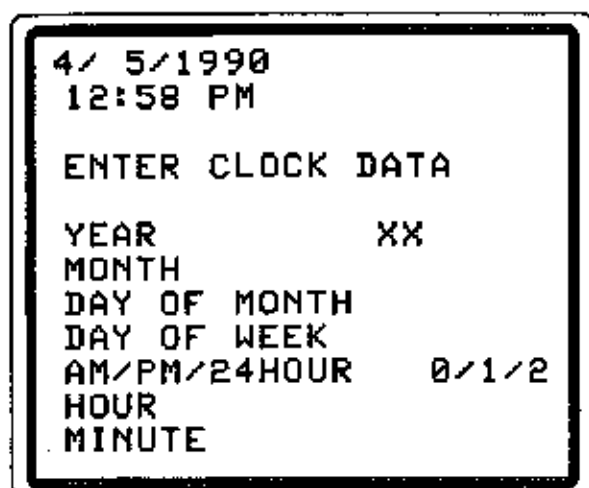 4/ 5/1990
12:58 PM
ENTER CLOCK DATA
YEAR XX
MONTH
DAY OF MONTH
DAY OF WEEK
AM/PM/24HOUR 0/1/2
HOUR
MINUTE